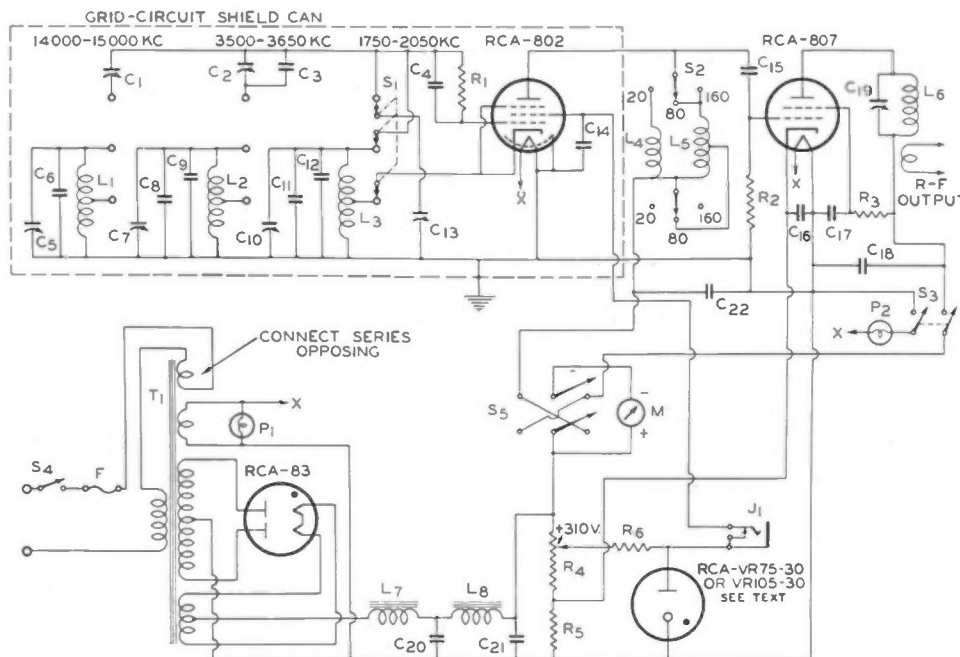 GRID-CIRCUIT SHIELD CAN
14000-15000 KC 3500-3650 KC 1750-2050 KC RCA-802 RCA-807
C1 C2 C3 S1 C4 R1 S2 C15 C19 L6
20 80 160
C14
L4 L5
C6 L1 C9 C8 L2 C12 C11 L3
R-F
OUTPUT
R2 R3
20 80 160
C5 C7 C10 C13 C16 C17
C18
C22 P2 S3
X
CONNECT SERIES
OPPOSING
T1
X
P1
S5 - - M +
S4 F RCA-83
J1
+310V. R6
R4
RCA-VR75-30
OR VR105-30
SEE TEXT
L7 L8
C20 C21 R5
X X